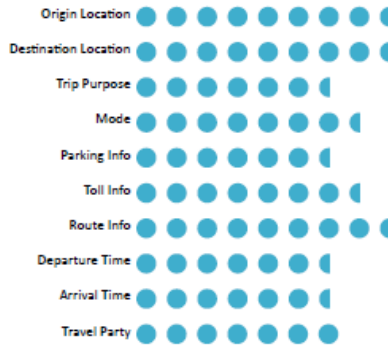 Origin Location
Destination Location
Trip Purpose
Mode
Parking Info
Toll Info
Route Info
Departure Time
Arrival Time
Travel Party